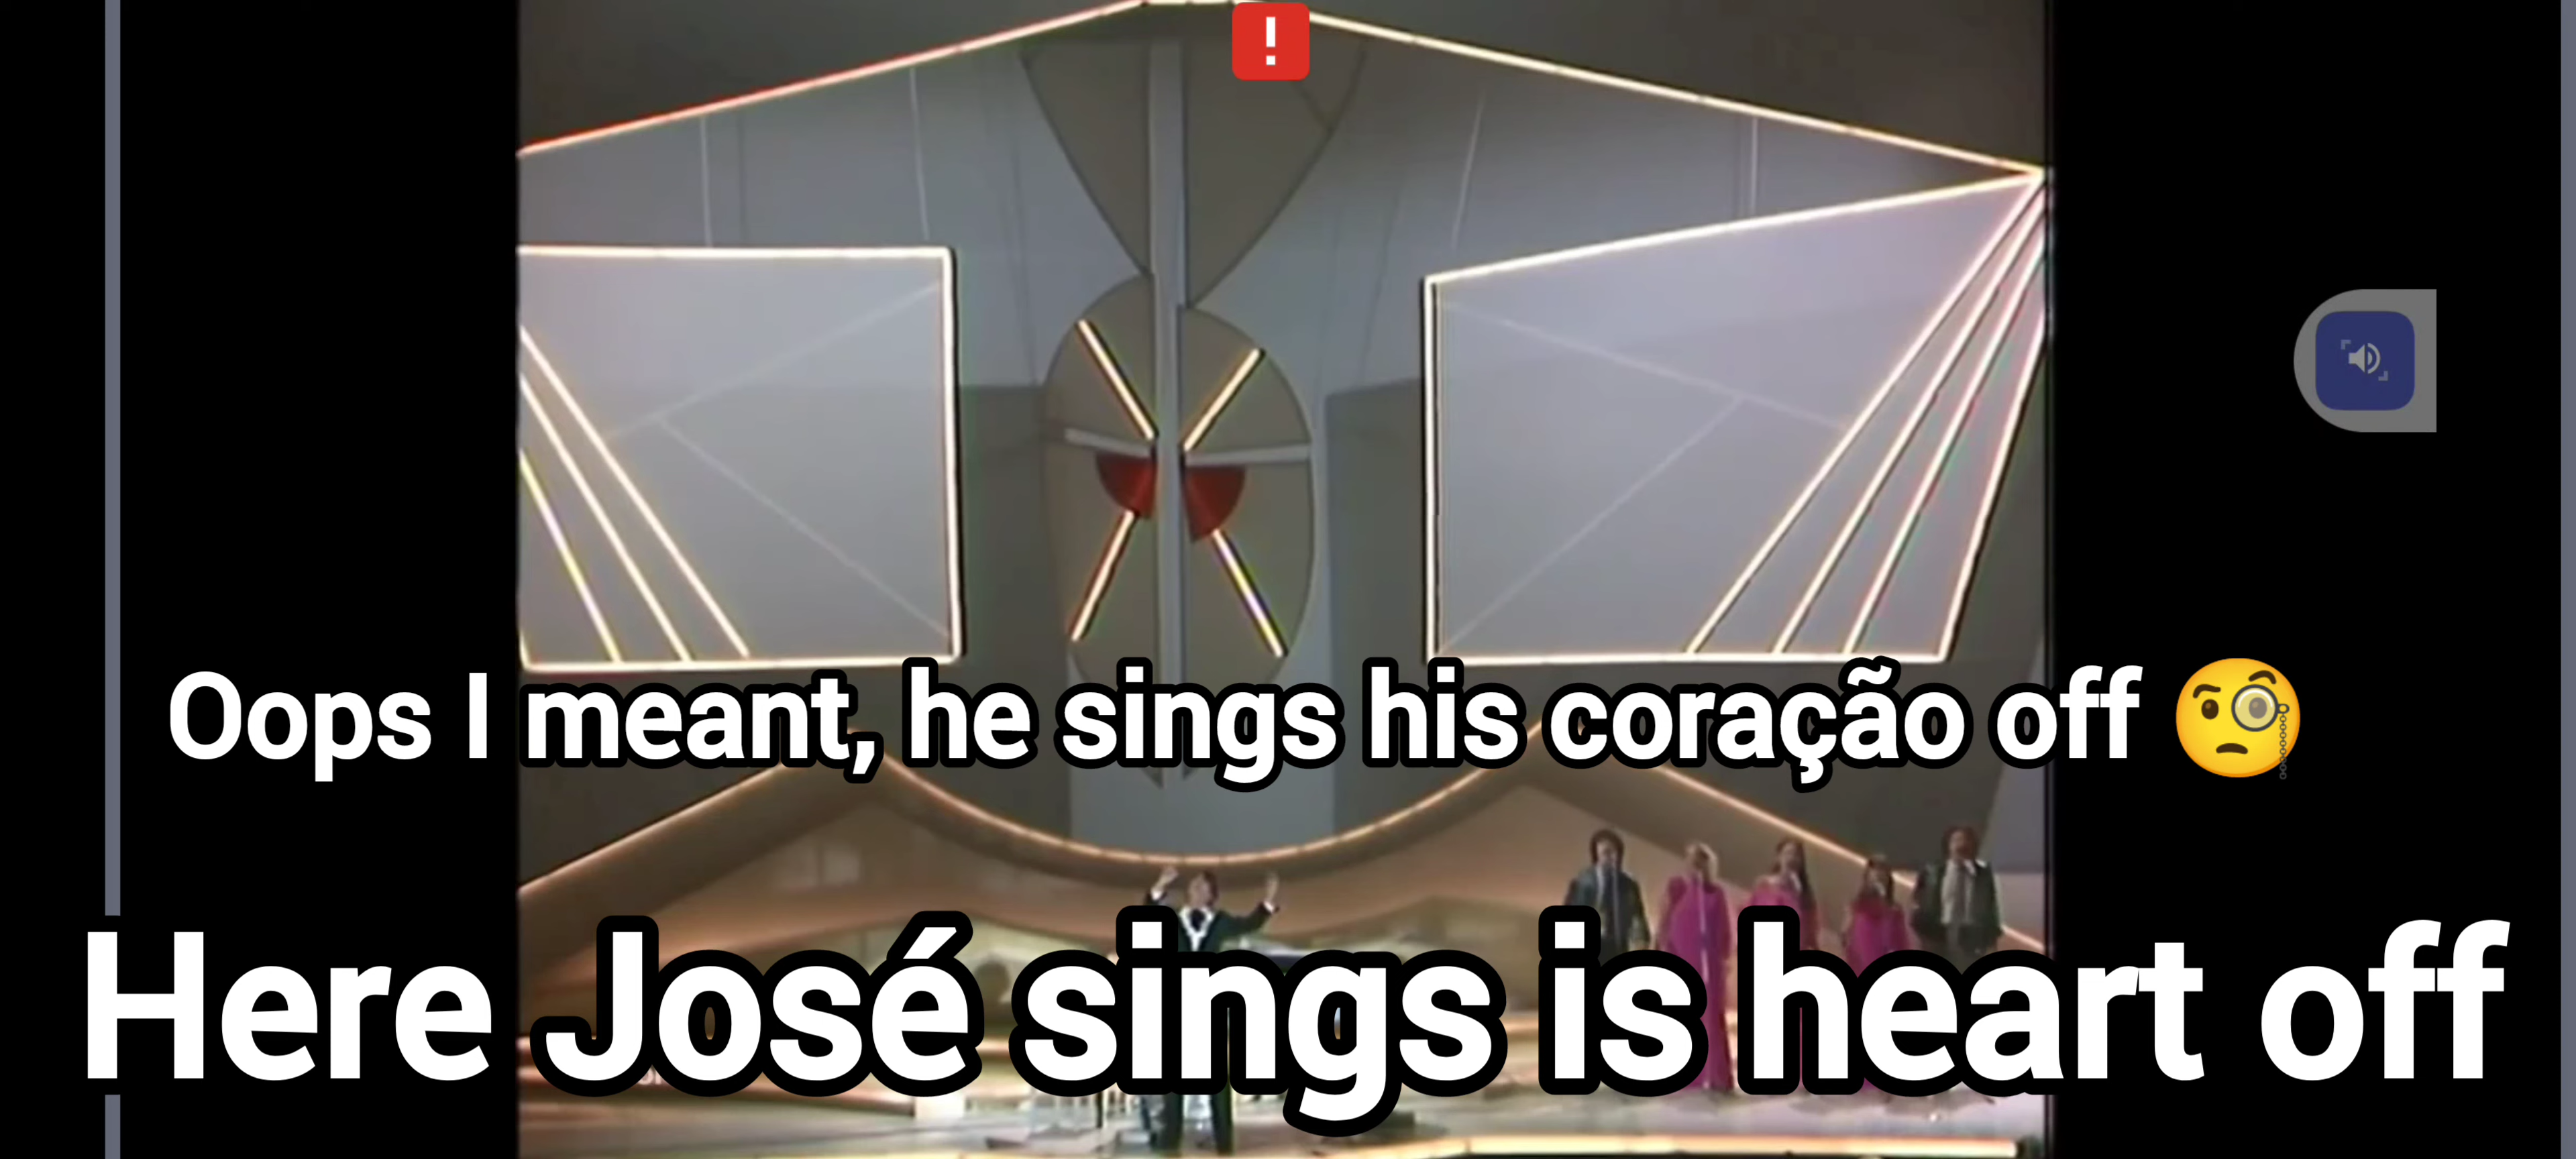 Oops I meant, he sings his coração off 🧐
Here José sings is heart off